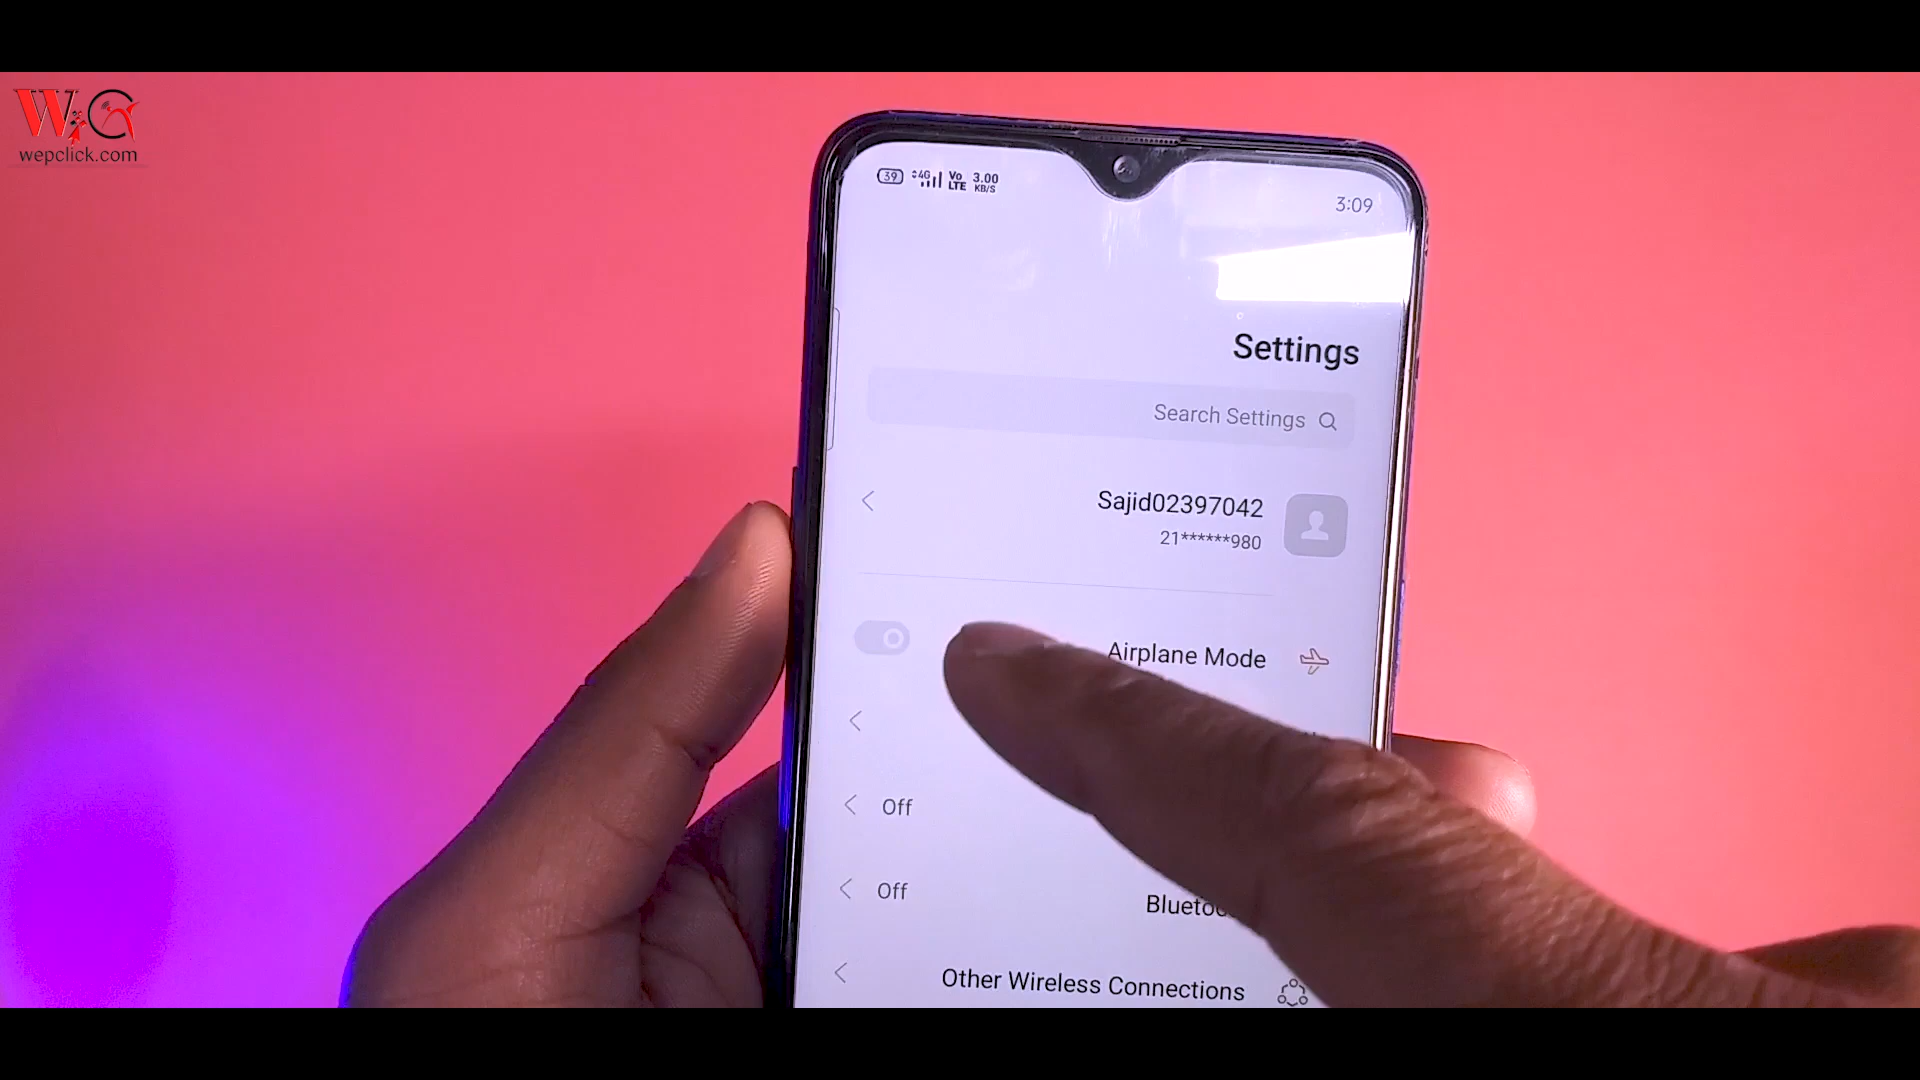 WC
wepclick.com
39 4G Vo LTE 3.00 KB/S
3:09
Settings
Search Settings
Sajid02397042
21******980
Airplane Mode
Off
Off
Other Wireless Connections